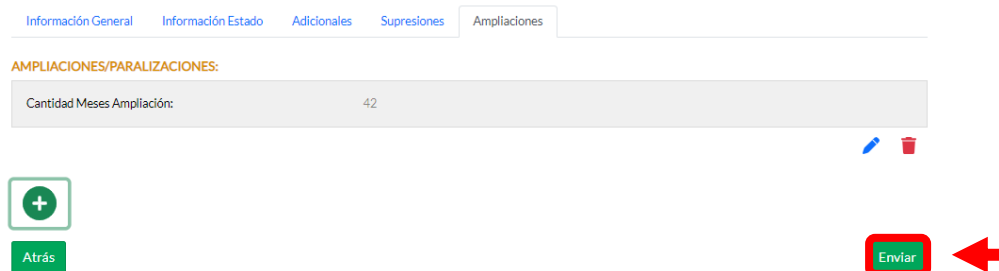 Información General Información Estado Adicionales Supresiones Ampliaciones
AMPLIACIONES/PARALIZACIONES:
Cantidad Meses Ampliación: 42
Atrás Enviar